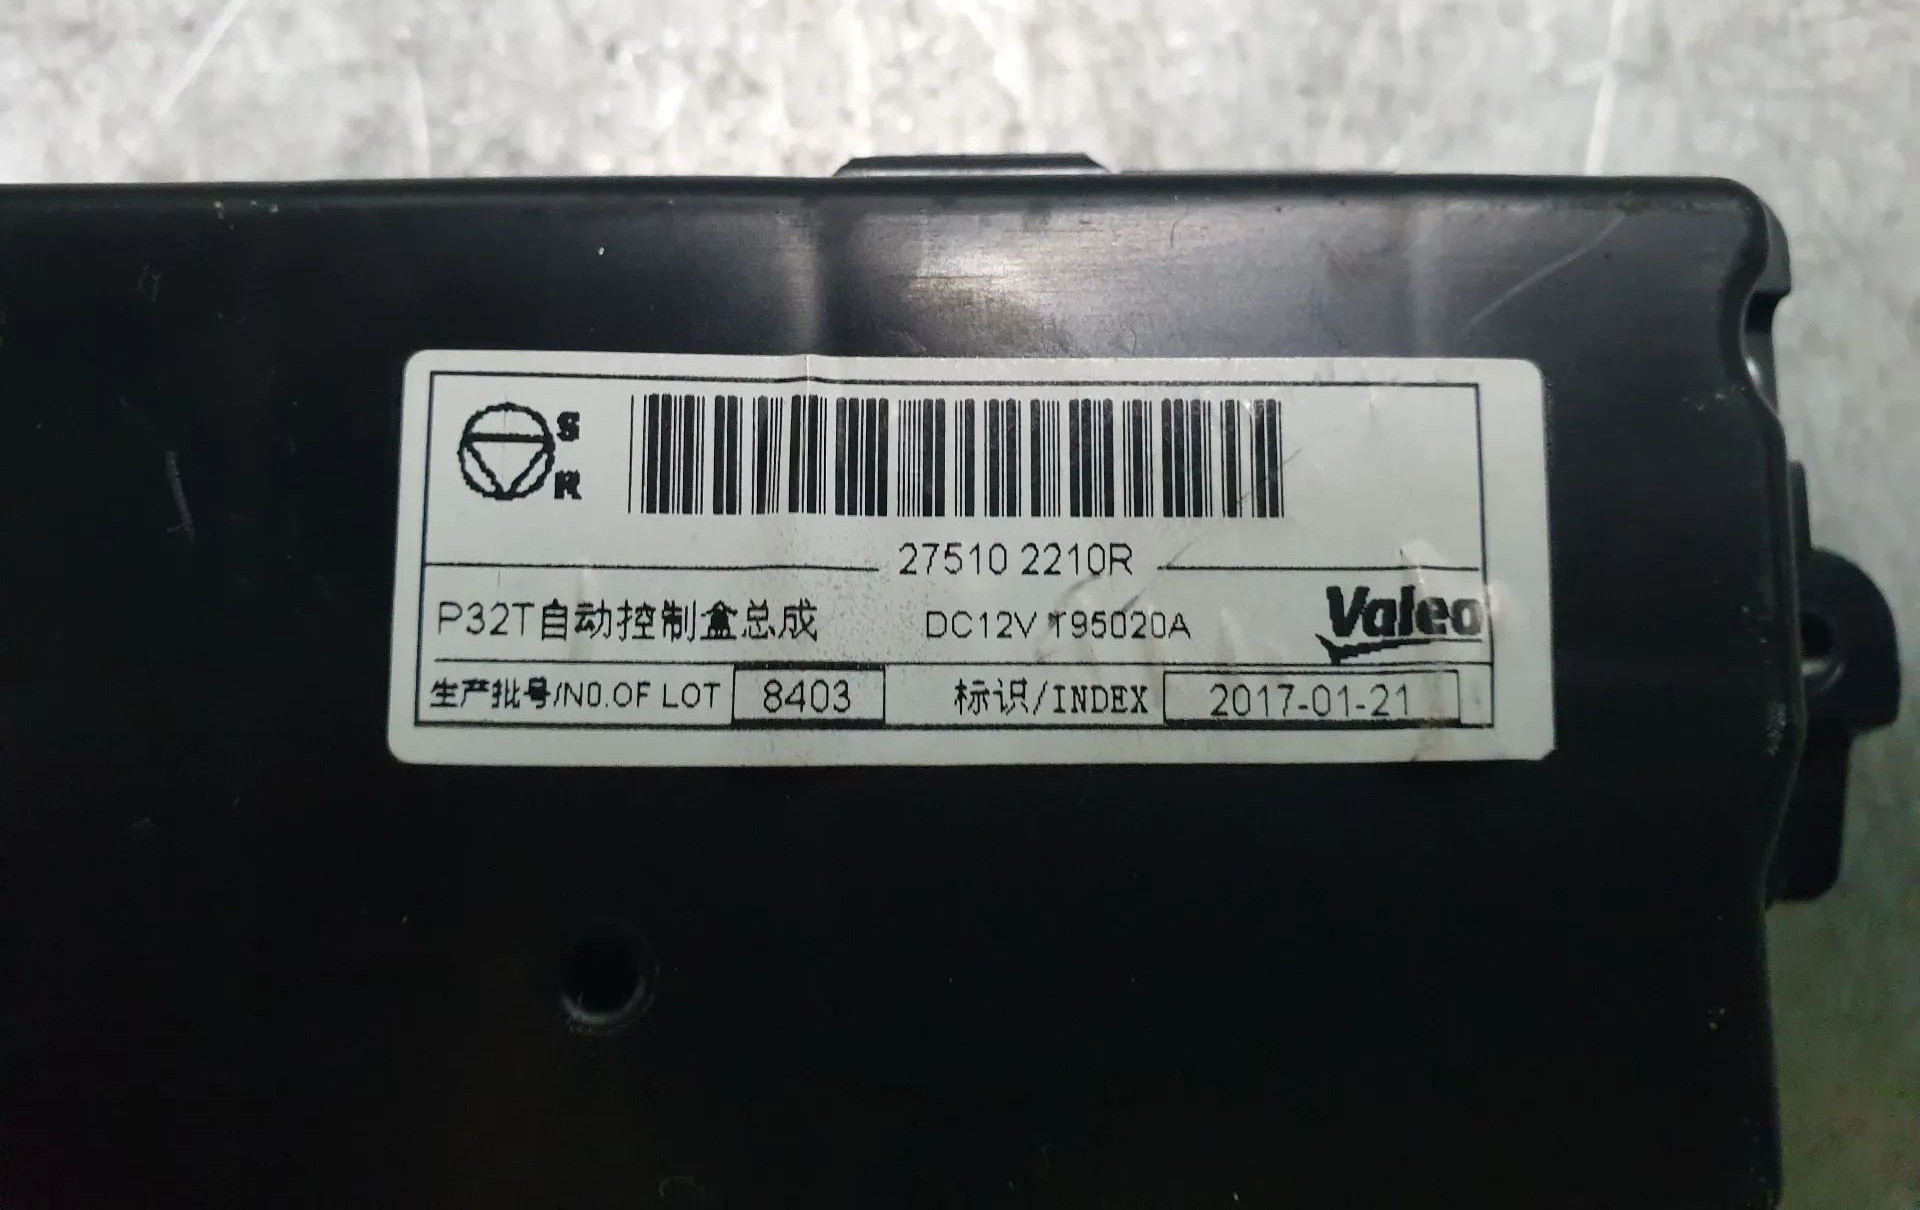 S
R
27510 2210R
P32T自动控制盒总成 DC12V T95020A Valeo
生产批号/NO.OF LOT 8403 标识/INDEX 2017-01-21